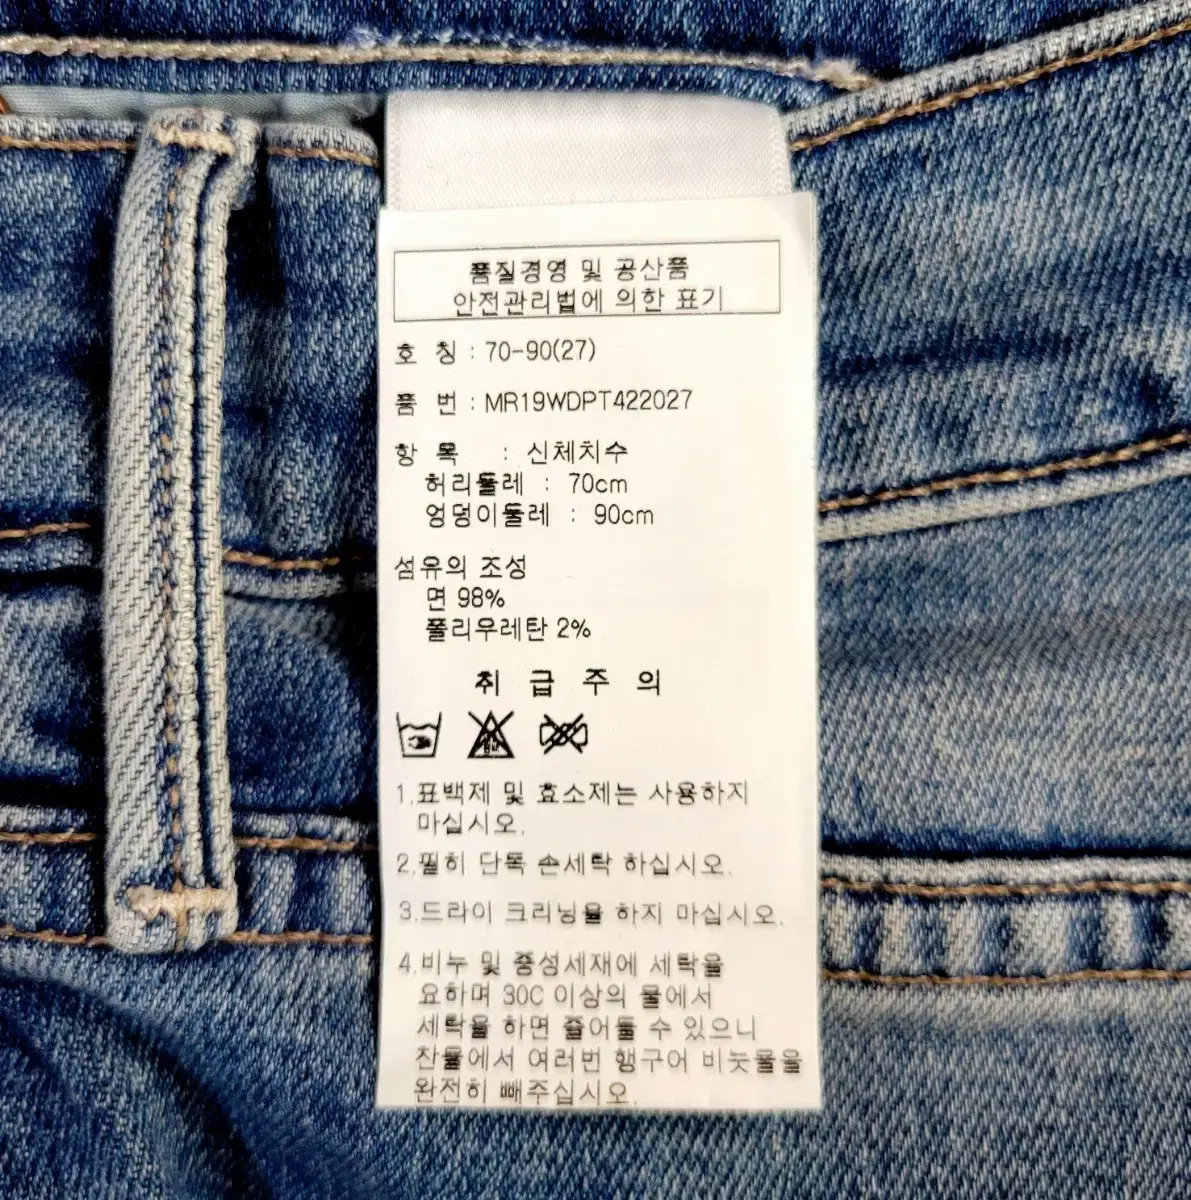 품질경영 및 공산품
안전관리법에 의한 표기
호 칭 : 70-90(27)
품 번 : MR19WDPT422027
항 목 : 신체치수
허리둘레 : 70cm
엉덩이둘레 : 90cm
섬유의 조성
면 98%
폴리우레탄 2%
취 급 주 의
1.표백제 및 효소제는 사용하지
마십시오.
2.필히 단독 손세탁 하십시오.
3.드라이 크리닝을 하지 마십시오.
4.비누 및 중성세재에 세탁을
요하며 30C 이상의 물에서
세탁을 하면 줄어들 수 있으니
찬물에서 여러번 행구어 비눗물을
완전히 빼주십시오.